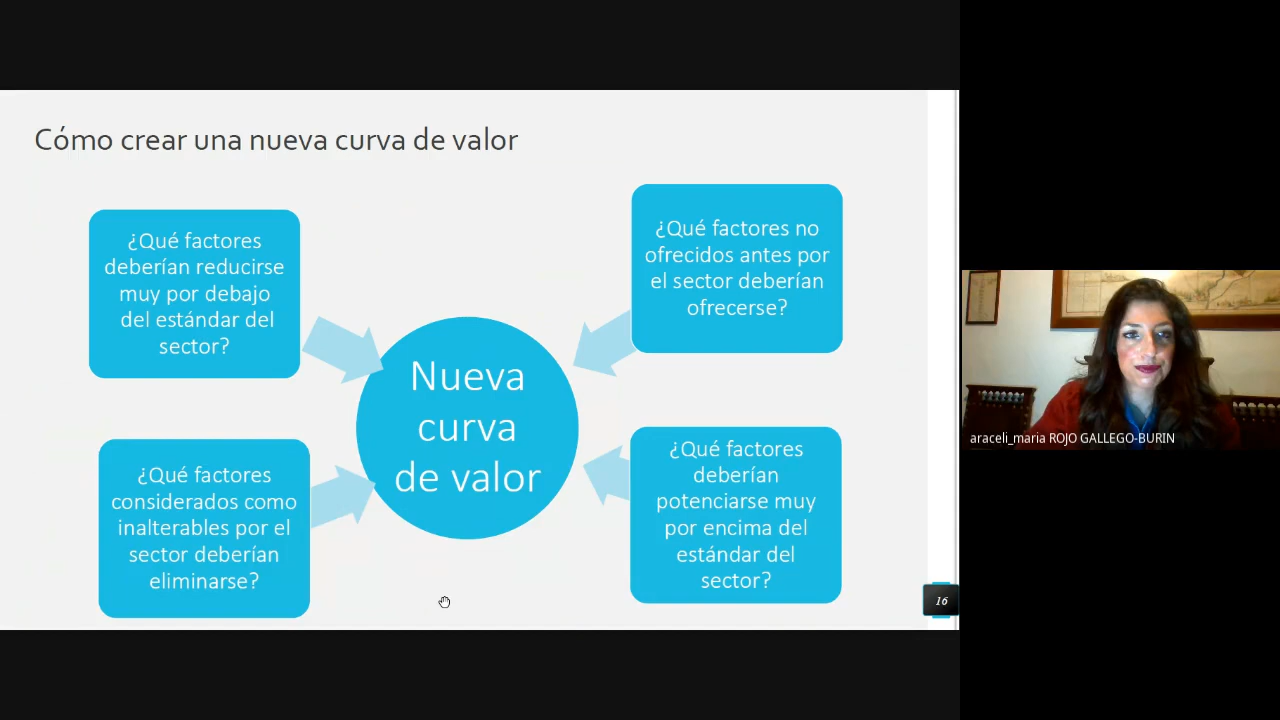 Cómo crear una nueva curva de valor
¿Qué factores
deberían reducirse
muy por debajo
del estándar del
sector?
¿Qué factores no
ofrecidos antes por
el sector deberían
ofrecerse?
Nueva
curva
de valor
¿Qué factores
considerados como
inalterables por el
sector deberían
eliminarse?
¿Qué factores
deberían
potenciarse muy
por encima del
estándar del
sector?
16
araceli_maria ROJO GALLEGO-BURIN